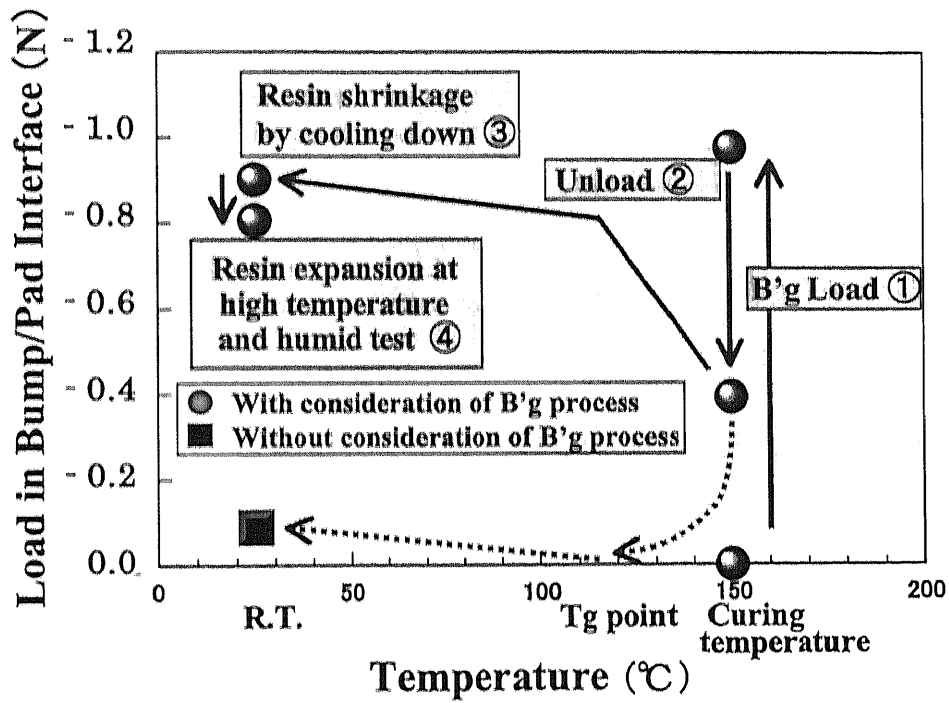 Load in Bump/Pad Interface (N)
- 1.2
- 1.0
- 0.8
- 0.6
- 0.4
- 0.2
0.0
Resin shrinkage
by cooling down ③
Unload ②
B'g Load ①
Resin expansion at
high temperature
and humid test ④
With consideration of B'g process
Without consideration of B'g process
0 50 100 150 200
R.T. Tg point Curing
temperature
Temperature (℃)